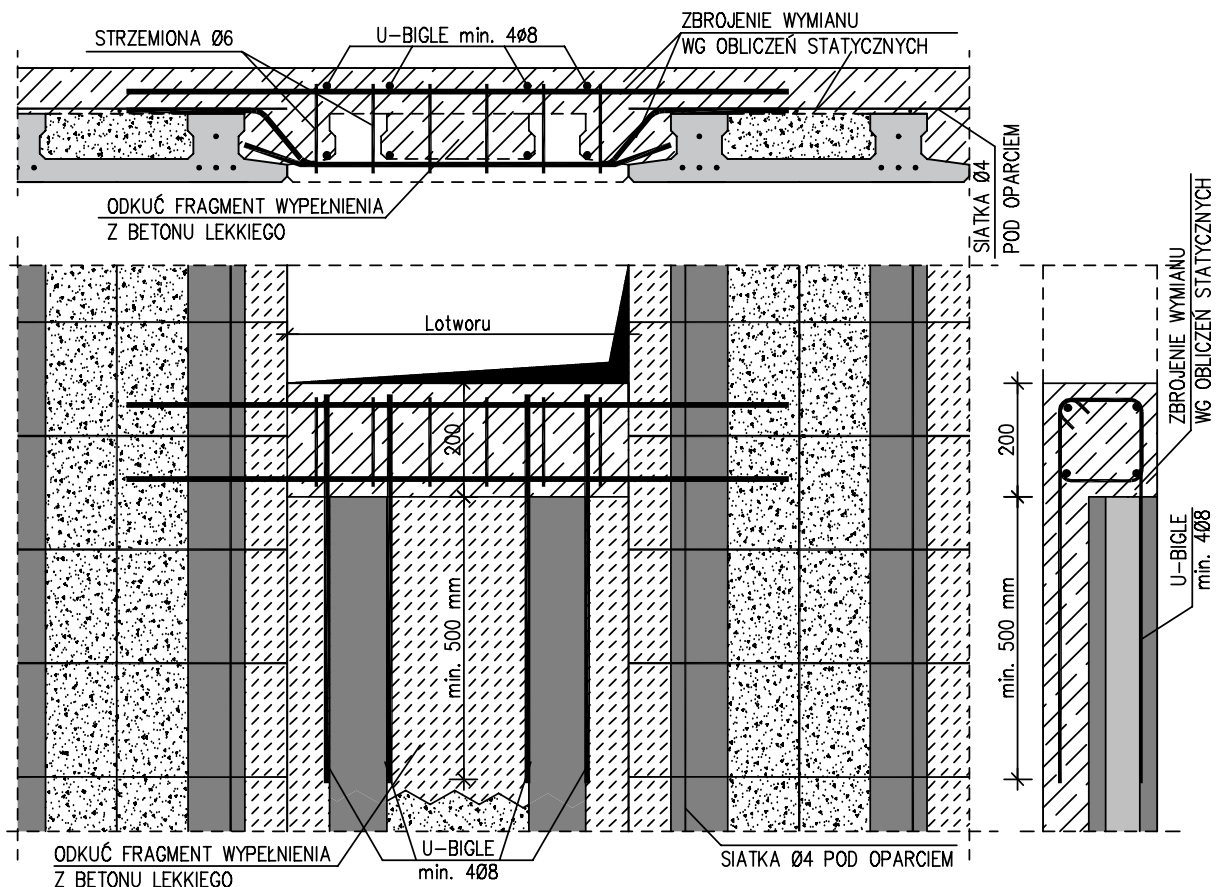 STRZEMIONA Ø6
U-BIGLE min. 4ø8
ZBROJENIE WYMIANU
WG OBLICZEŃ STATYCZNYCH
ODKUĆ FRAGMENT WYPEŁNIENIA
Z BETONU LEKKIEGO
SIATKA Ø4
POD OPARCIEM
ZBROJENIE WYMIANU
WG OBLICZEŃ STATYCZNYCH
Lotworu
200
200
min. 500 mm
min. 500 mm
U-BIGLE
min. 4Ø8
ODKUĆ FRAGMENT WYPEŁNIENIA
Z BETONU LEKKIEGO
U-BIGLE
min. 4Ø8
SIATKA Ø4 POD OPARCIEM